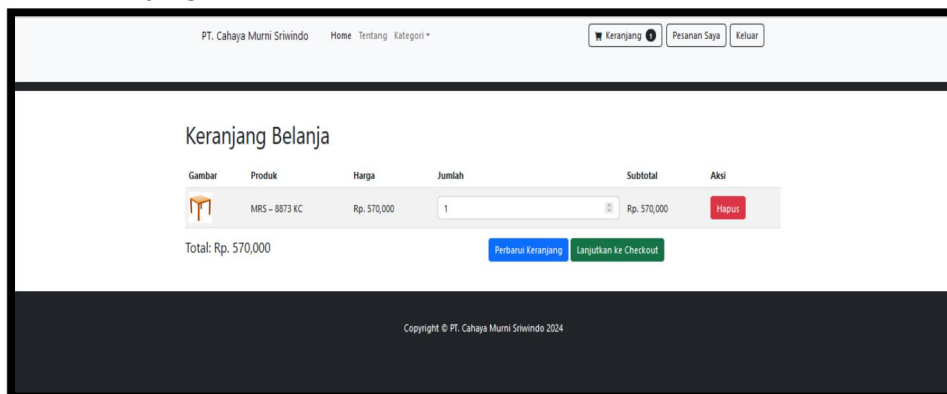 PT. Cahaya Murni Sriwindo Home Tentang Kategori Keranjang 1 Pesanan Saya Keluar
Keranjang Belanja
Gambar Produk Harga Jumlah Subtotal Aksi
MRS – 8873 KC Rp. 570,000 1 Rp. 570,000 Hapus
Total: Rp. 570,000 Perbarui Keranjang Lanjutkan ke Checkout
Copyright © PT. Cahaya Murni Sriwindo 2024